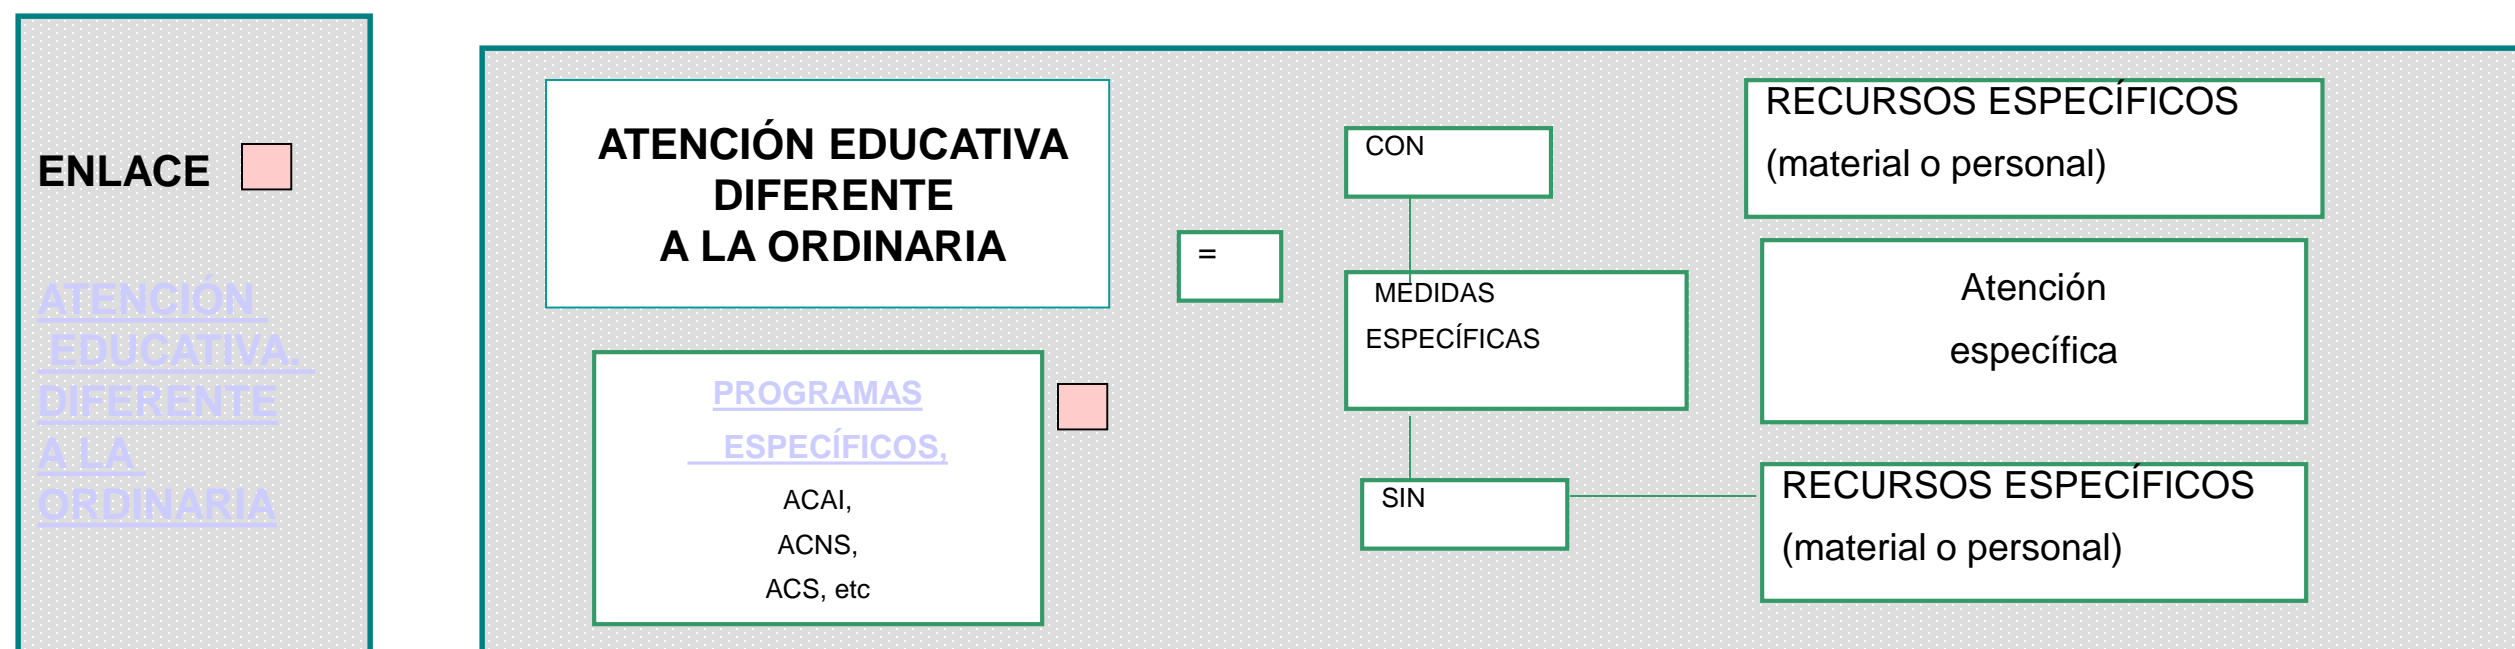 ENLACE
ATENCIÓN
EDUCATIVA.
DIFERENTE
A LA
ORDINARIA
ATENCIÓN EDUCATIVA
DIFERENTE
A LA ORDINARIA
PROGRAMAS
ESPECÍFICOS,
ACAI,
ACNS,
ACS, etc
=
CON
MEDIDAS
ESPECÍFICAS
SIN
RECURSOS ESPECÍFICOS
(material o personal)
Atención
específica
RECURSOS ESPECÍFICOS
(material o personal)